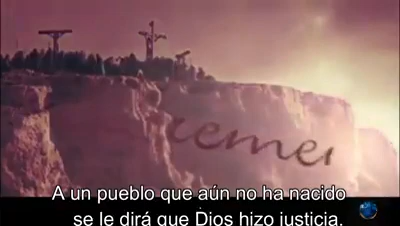 A un pueblo que aún no ha nacido
se le dirá que Dios hizo justicia.